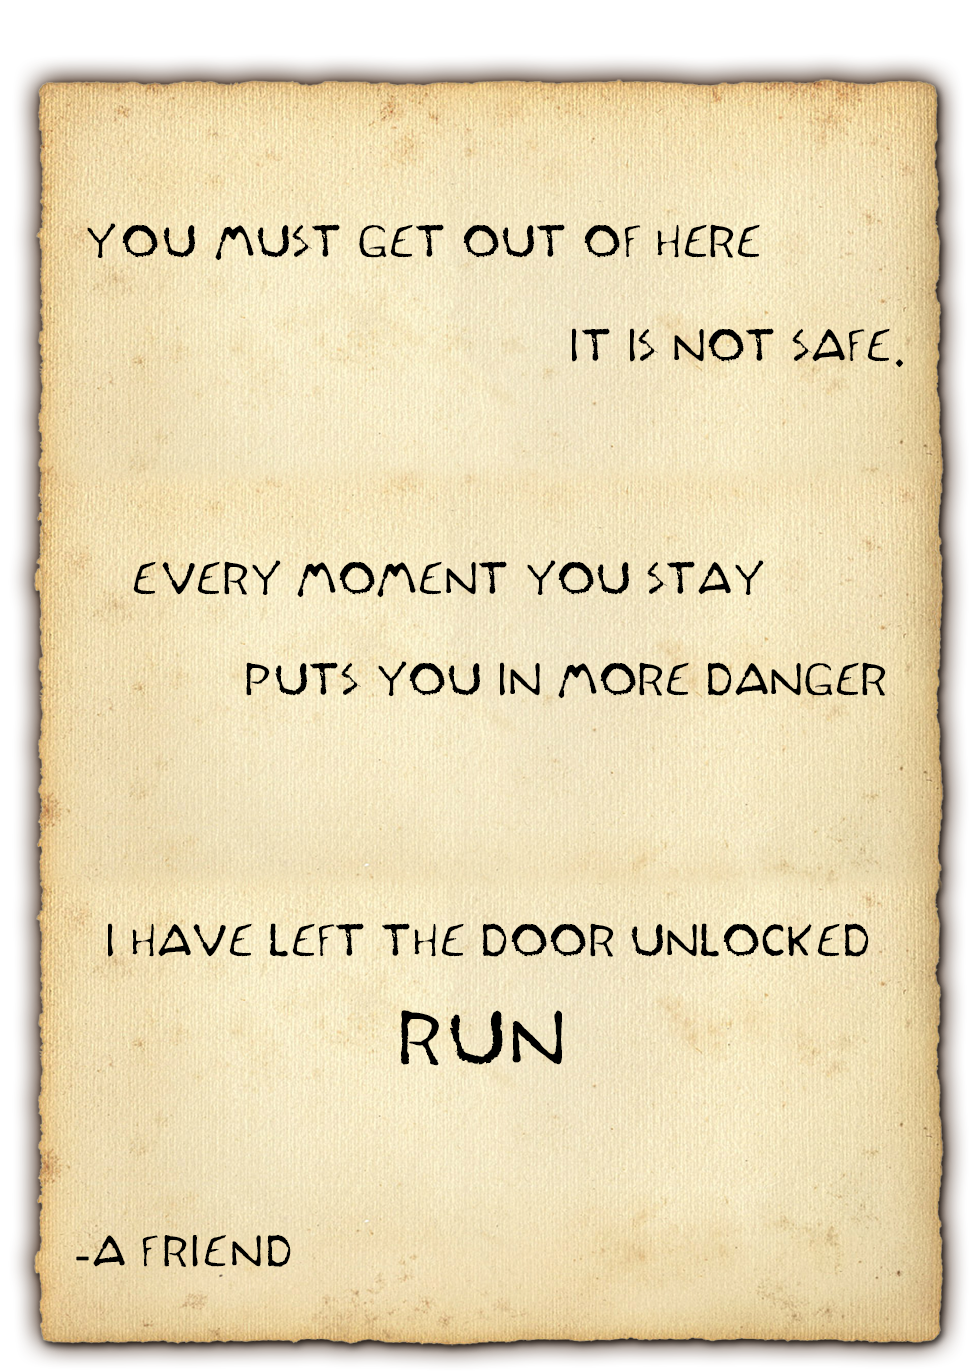 YOU MUST GET OUT OF HERE
IT IS NOT SAFE.
EVERY MOMENT YOU STAY
PUTS YOU IN MORE DANGER
I HAVE LEFT THE DOOR UNLOCKED
RUN
-A FRIEND